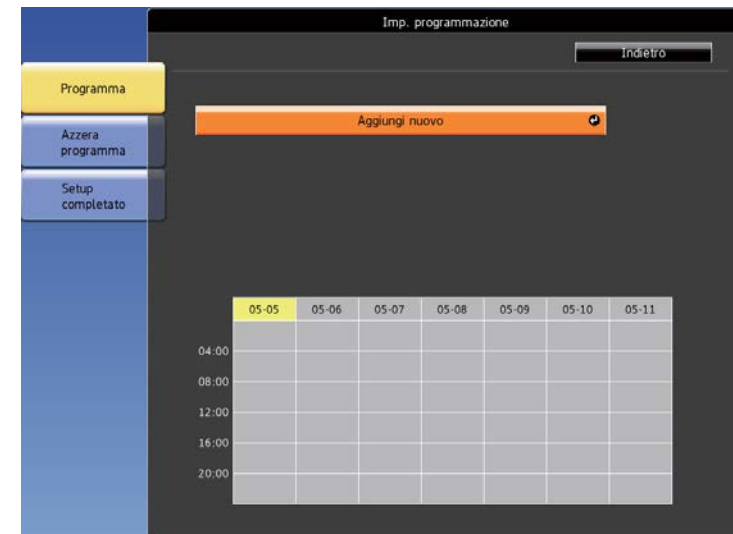 Imp. programmazione
Indietro
Programma
Aggiungi nuovo
Azzera
programma
Setup
completato
05-05 05-06 05-07 05-08 05-09 05-10 05-11
04:00
08:00
12:00
16:00
20:00